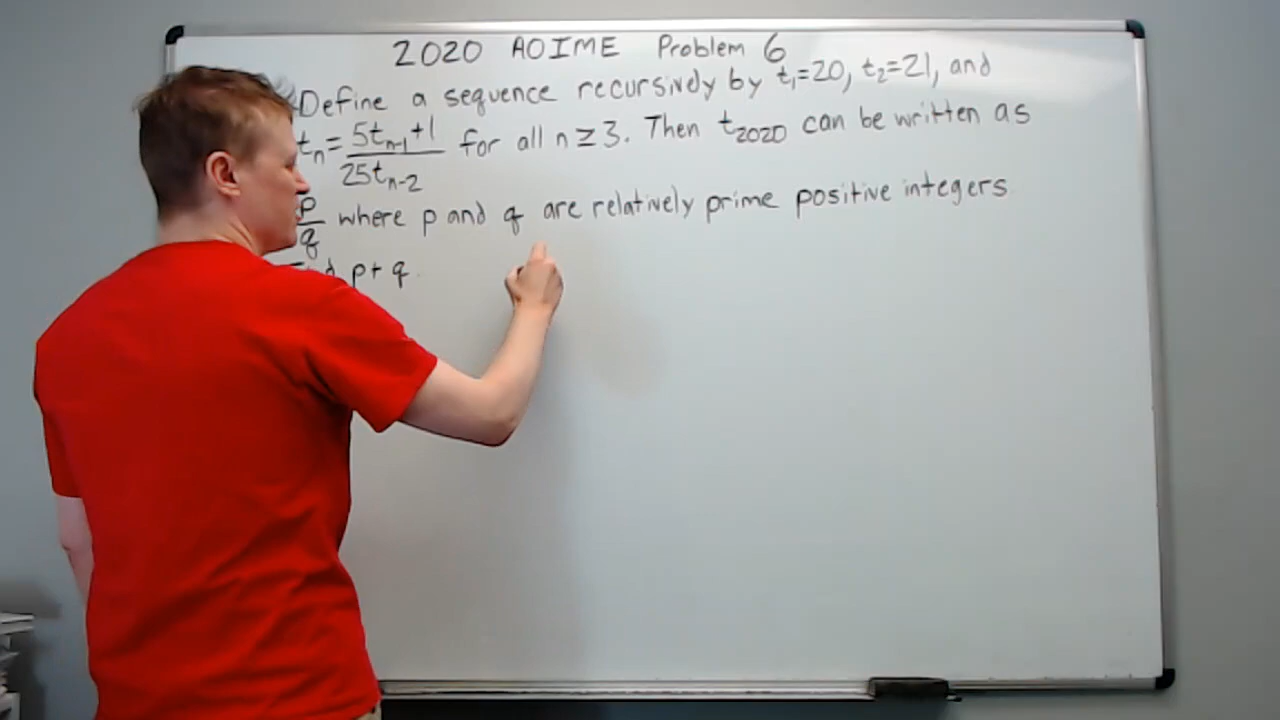 2020 AOIME Problem 6
Define a sequence recursively by t₁=20, t₂=21, and
tₙ = (5tₙ₋₁+1)/(25tₙ₋₂) for all n ≥ 3. Then t₂₀₂₀ can be written as
p/q where p and q are relatively prime positive integers
p+q.